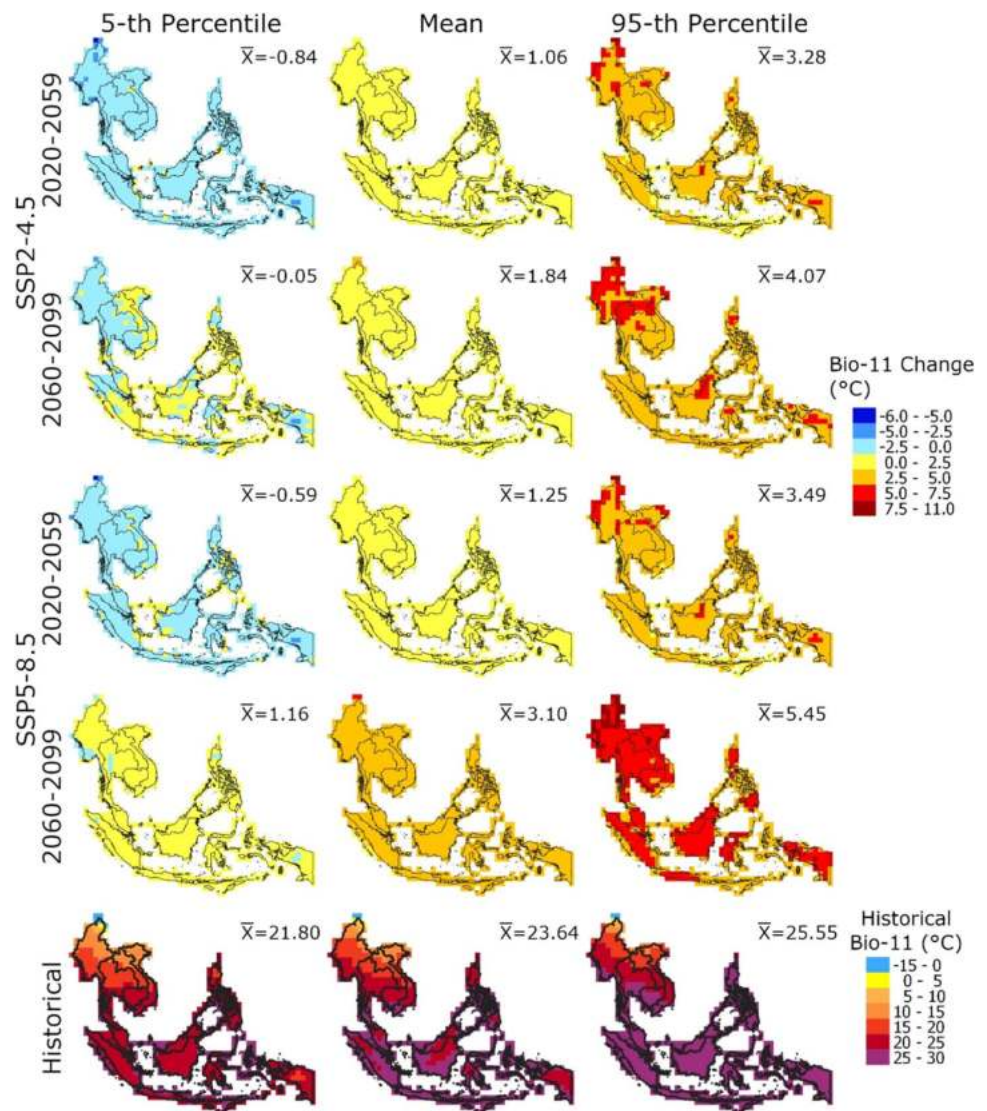 5-th Percentile
Mean
95-th Percentile
SSP2-4.5
2020-2059
X̅=-0.84
X̅=1.06
X̅=3.28
2060-2099
X̅=-0.05
X̅=1.84
X̅=4.07
Bio-11 Change
(°C)
-6.0 - -5.0
-5.0 - -2.5
-2.5 - 0.0
0.0 - 2.5
2.5 - 5.0
5.0 - 7.5
7.5 - 11.0
SSP5-8.5
2020-2059
X̅=-0.59
X̅=1.25
X̅=3.49
2060-2099
X̅=1.16
X̅=3.10
X̅=5.45
Historical
X̅=21.80
X̅=23.64
X̅=25.55
Historical
Bio-11 (°C)
-15 - 0
0 - 5
5 - 10
10 - 15
15 - 20
20 - 25
25 - 30